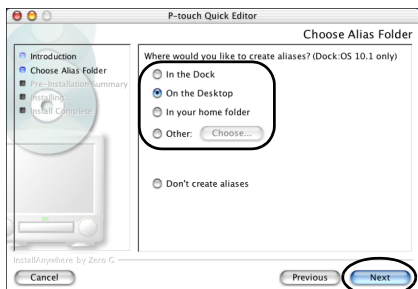 P-touch Quick Editor
Choose Alias Folder
Introduction
Choose Alias Folder
Pre-Installation Summary
Installing...
Install Complete
Where would you like to create aliases? (Dock:OS 10.1 only)
In the Dock
On the Desktop
In your home folder
Other: Choose...
Don't create aliases
InstallAnywhere by Zero G
Cancel
Previous
Next